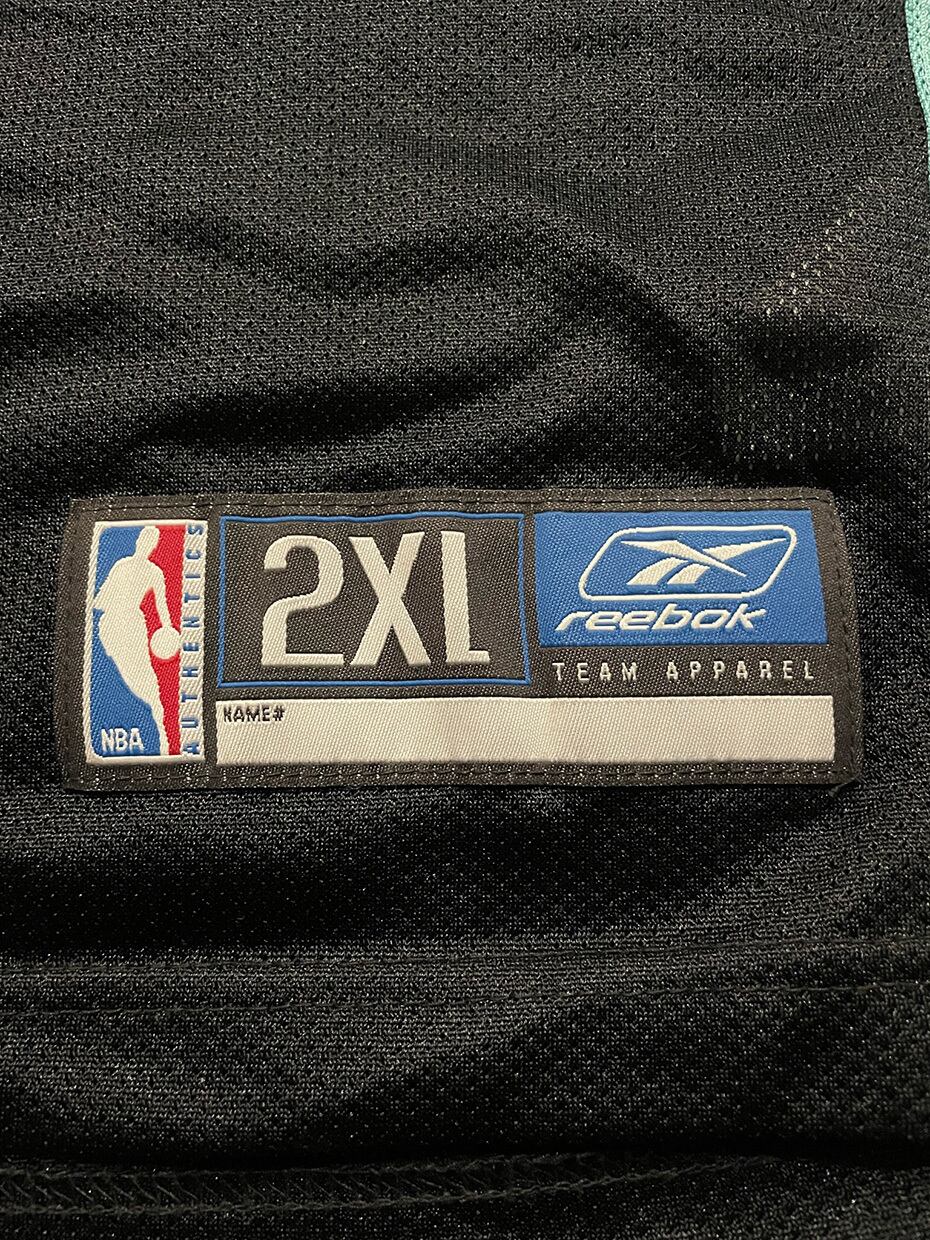 NBA
AUTHENTICS
2XL
reebok
TEAM APPAREL
NAME#